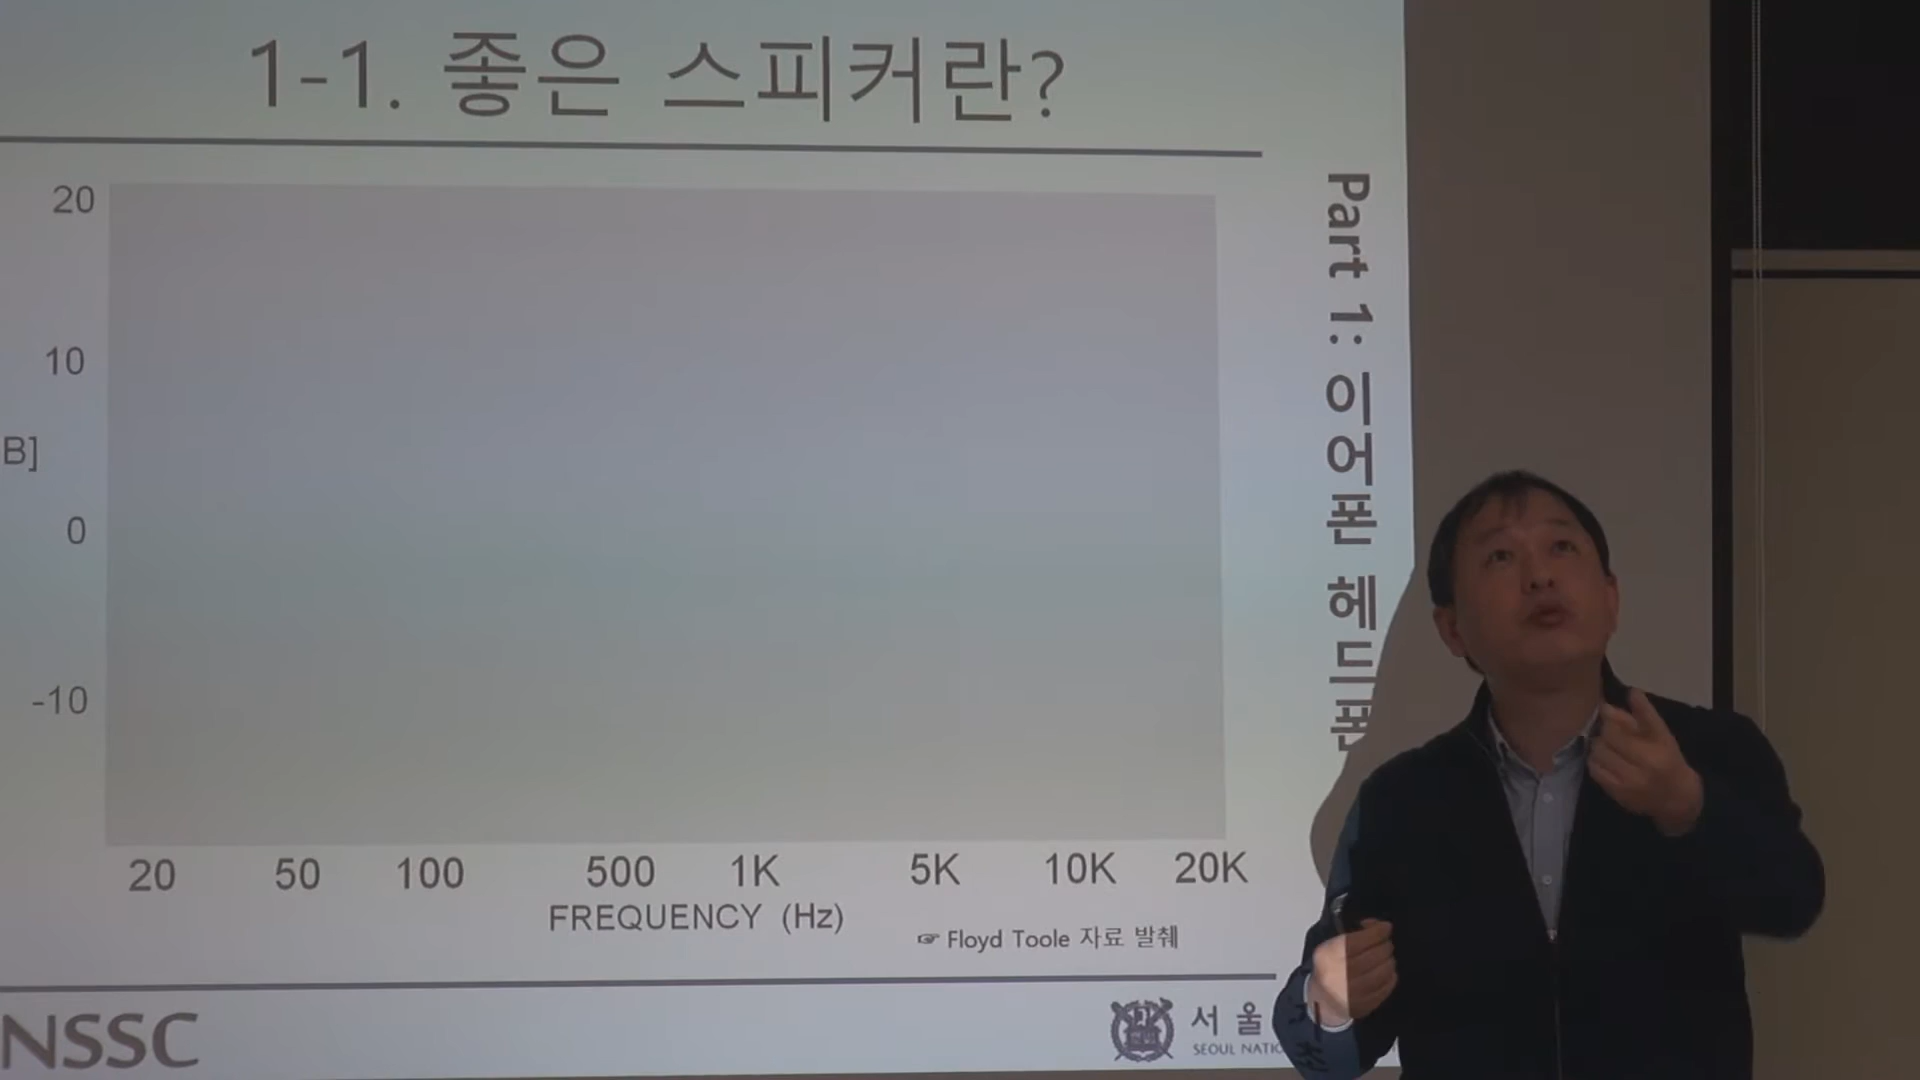 1-1. 좋은 스피커란?
20
10
B]
0
-10
20 50 100 500 1K 5K 10K 20K
FREQUENCY (Hz)
☞ Floyd Toole 자료 발췌
Part 1: 이어폰 헤드폰
NSSC
서울
SEOUL NATIO